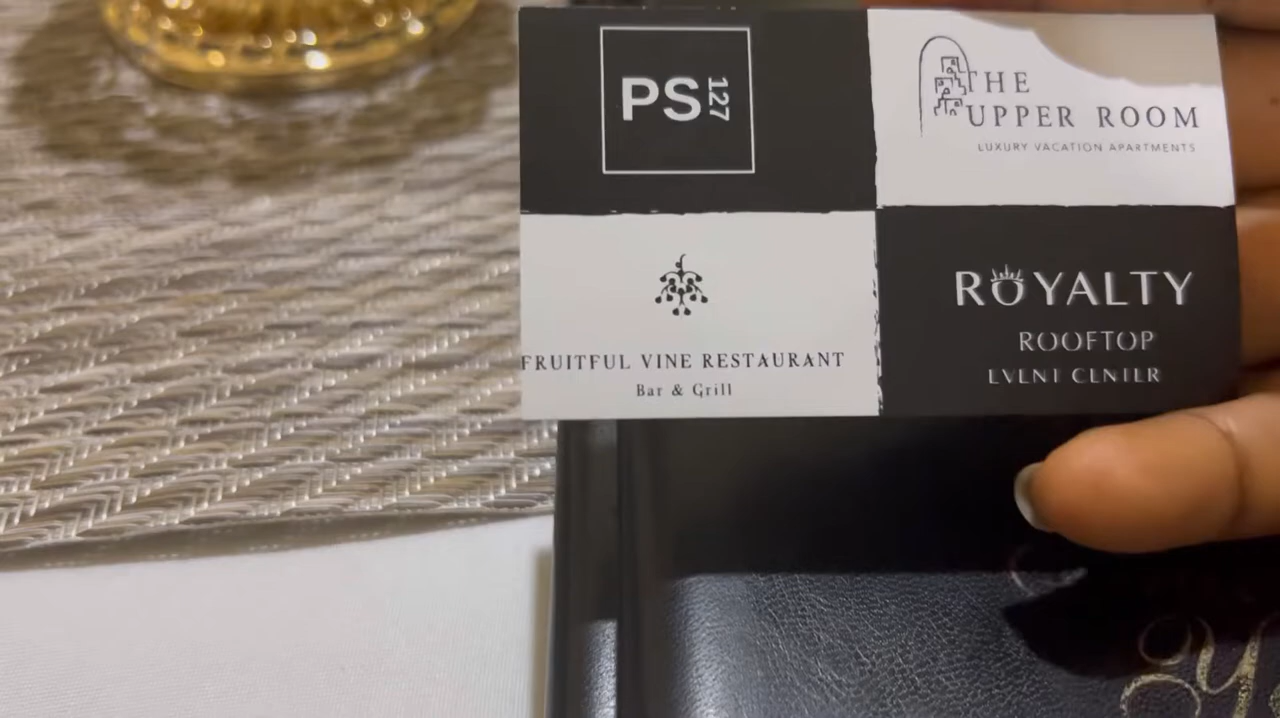 PS 127
THE
UPPER ROOM
LUXURY VACATION APARTMENTS
FRUITFUL VINE RESTAURANT
Bar & Grill
ROYALTY
ROOFTOP
EVENT CENTER